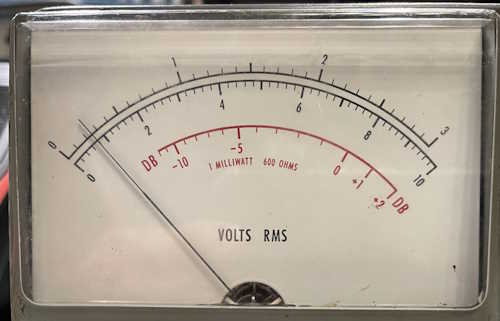 0 1 2 3
0 2 4 6 8 10
DB -10 -5 0 +1 +2 DB
1 MILLIWATT 600 OHMS
VOLTS RMS